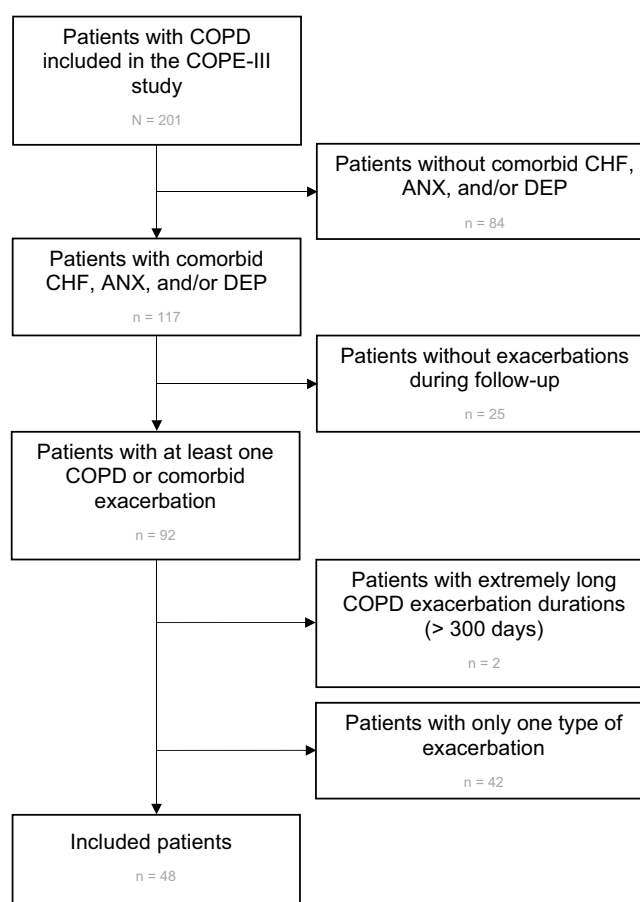 Patients with COPD
included in the COPE-III
study
N = 201
Patients without comorbid CHF,
ANX, and/or DEP
n = 84
Patients with comorbid
CHF, ANX, and/or DEP
n = 117
Patients without exacerbations
during follow-up
n = 25
Patients with at least one
COPD or comorbid
exacerbation
n = 92
Patients with extremely long
COPD exacerbation durations
(> 300 days)
n = 2
Patients with only one type of
exacerbation
n = 42
Included patients
n = 48